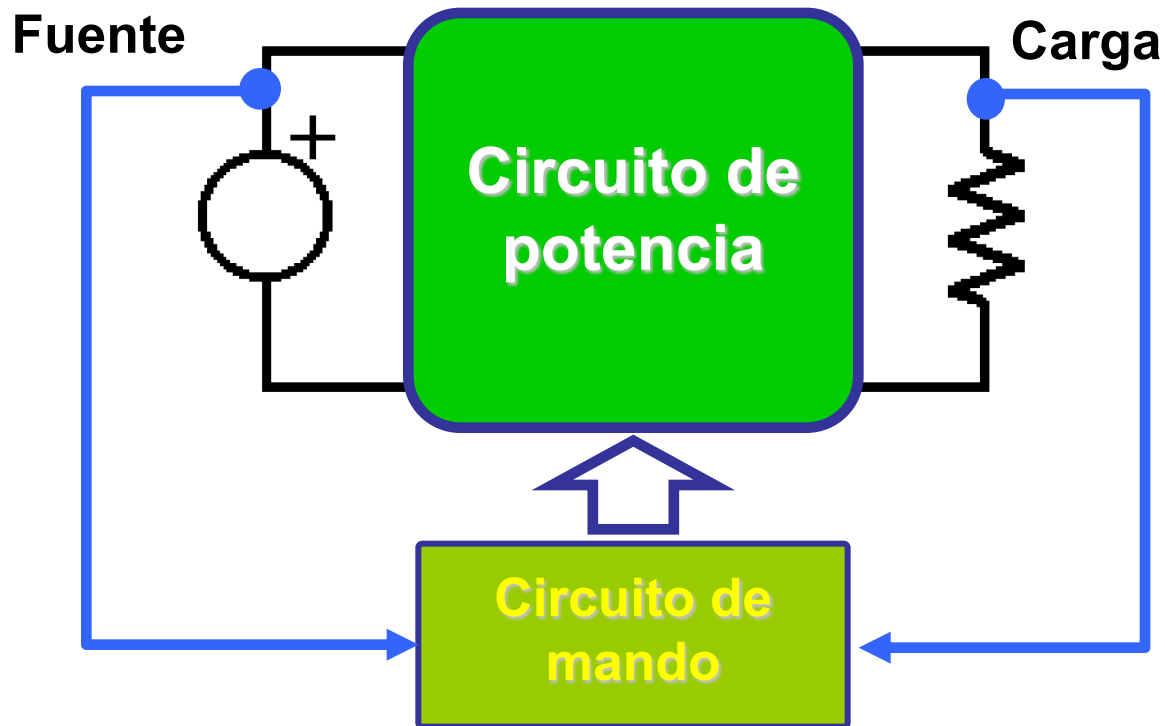 Fuente
Carga
+
Circuito de
potencia
Circuito de
mando